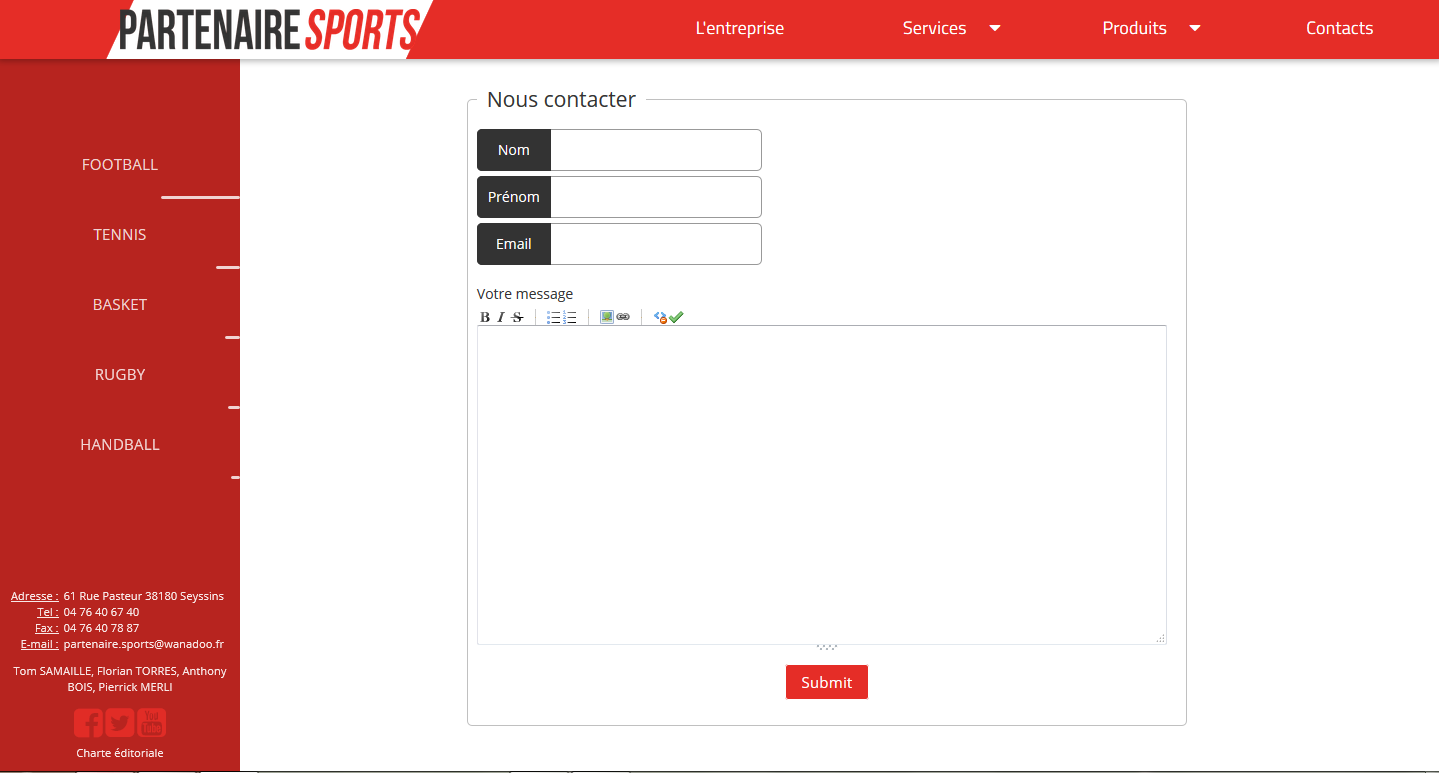 PARTENAIRE SPORTS
L'entreprise
Services
Produits
Contacts
FOOTBALL
TENNIS
BASKET
RUGBY
HANDBALL
Adresse : 61 Rue Pasteur 38180 Seyssins
Tel : 04 76 40 67 40
Fax : 04 76 40 78 87
E-mail : partenaire.sports@wanadoo.fr
Tom SAMAILLE, Florian TORRES, Anthony
BOIS, Pierrick MERLI
You
Tube
Charte éditoriale
Nous contacter
Nom
Prénom
Email
Votre message
B I S
Submit